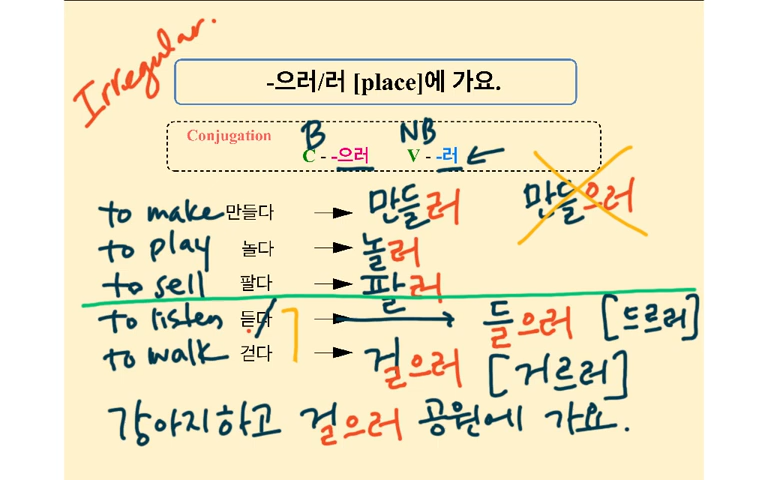 Irregular.
-으러/러 [place]에 가요.
Conjugation
B NB
C - -으러 V - -러
to make 만들다 만들러 만들으러
to play 놀다 놀러
to sell 팔다 팔러
to listen 듣다 ㄱ 들으러 [드르러]
to walk 걷다 걸으러 [거르러]
강아지하고 걸으러 공원에 가요.